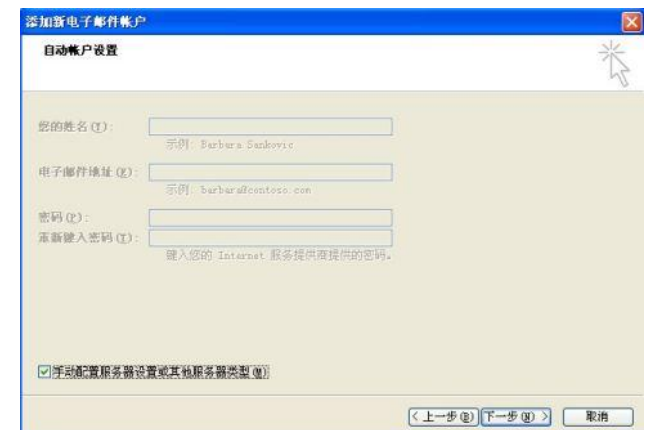 添加新电子邮件帐户
自动帐户设置
您的姓名(Y):
示例: Barbara Sankovic
电子邮件地址(E):
示例: barbara@contoso.com
密码(P):
重新键入密码(T):
键入您的 Internet 服务提供商提供的密码。
手动配置服务器设置或其他服务器类型(M)
< 上一步(B) 下一步(N) > 取消